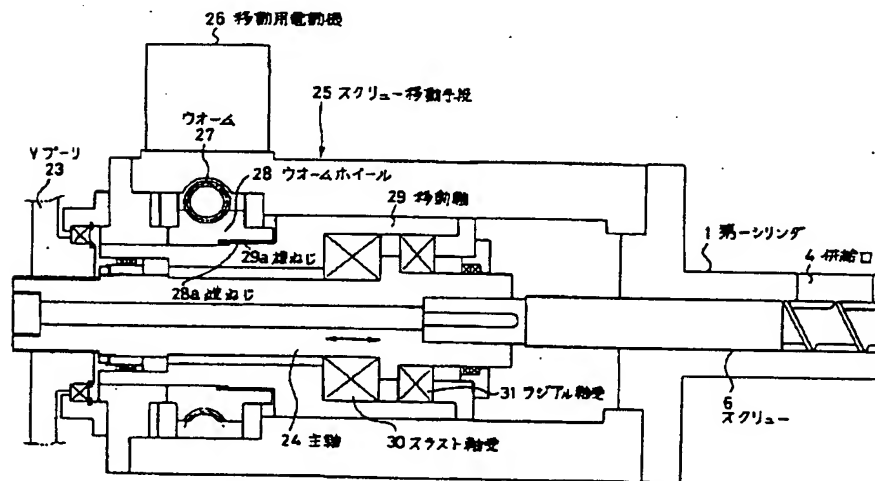 26 移動用電動機
25 スクリュー移動手段
ウオーム
27
Vプーリ
23
28 ウオームホイール
29 移動軸
29a 雄ねじ
28a 雌ねじ
1 第一シリンダ
4 供給口
31 ラジアル軸受
6
スクリュー
24 主軸
30 スラスト軸受